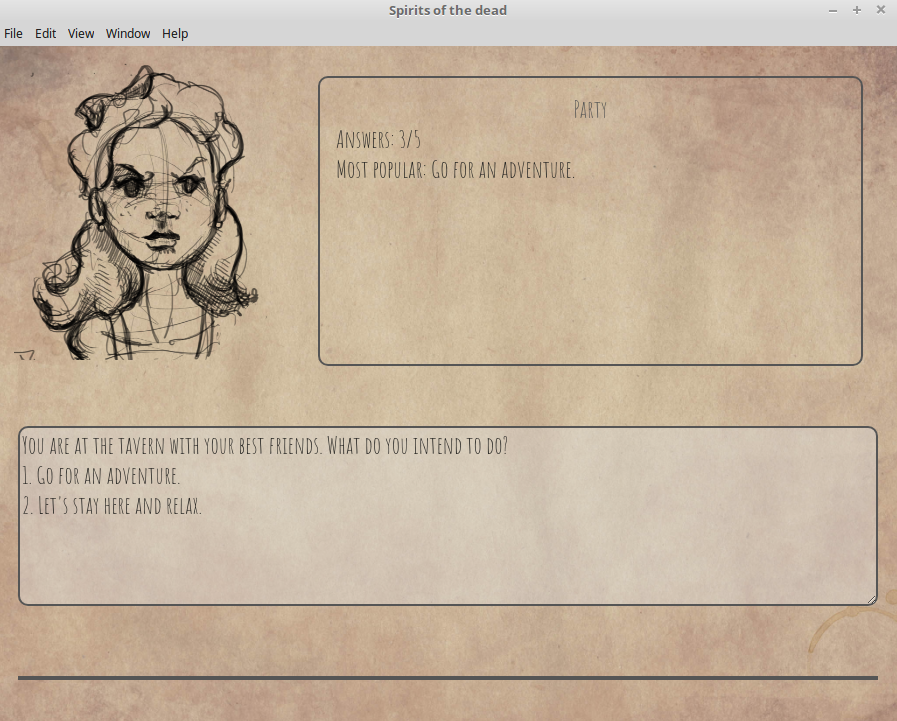 Spirits of the dead
File Edit View Window Help
Party
Answers: 3/5
Most popular: Go for an adventure.
You are at the tavern with your best friends. What do you intend to do?
1. Go for an adventure.
2. Let's stay here and relax.